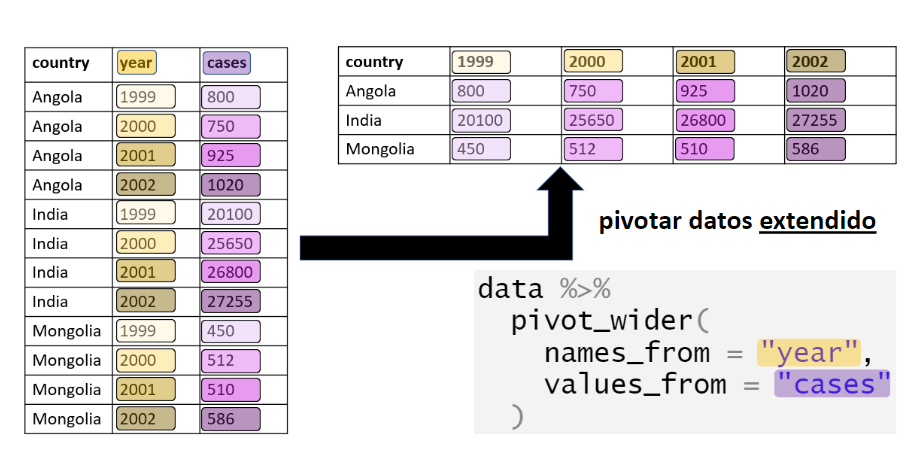 country year cases
Angola 1999 800
Angola 2000 750
Angola 2001 925
Angola 2002 1020
India 1999 20100
India 2000 25650
India 2001 26800
India 2002 27255
Mongolia 1999 450
Mongolia 2000 512
Mongolia 2001 510
Mongolia 2002 586
country 1999 2000 2001 2002
Angola 800 750 925 1020
India 20100 25650 26800 27255
Mongolia 450 512 510 586
pivotar datos extendido
data %>%
pivot_wider(
names_from = "year",
values_from = "cases"
)